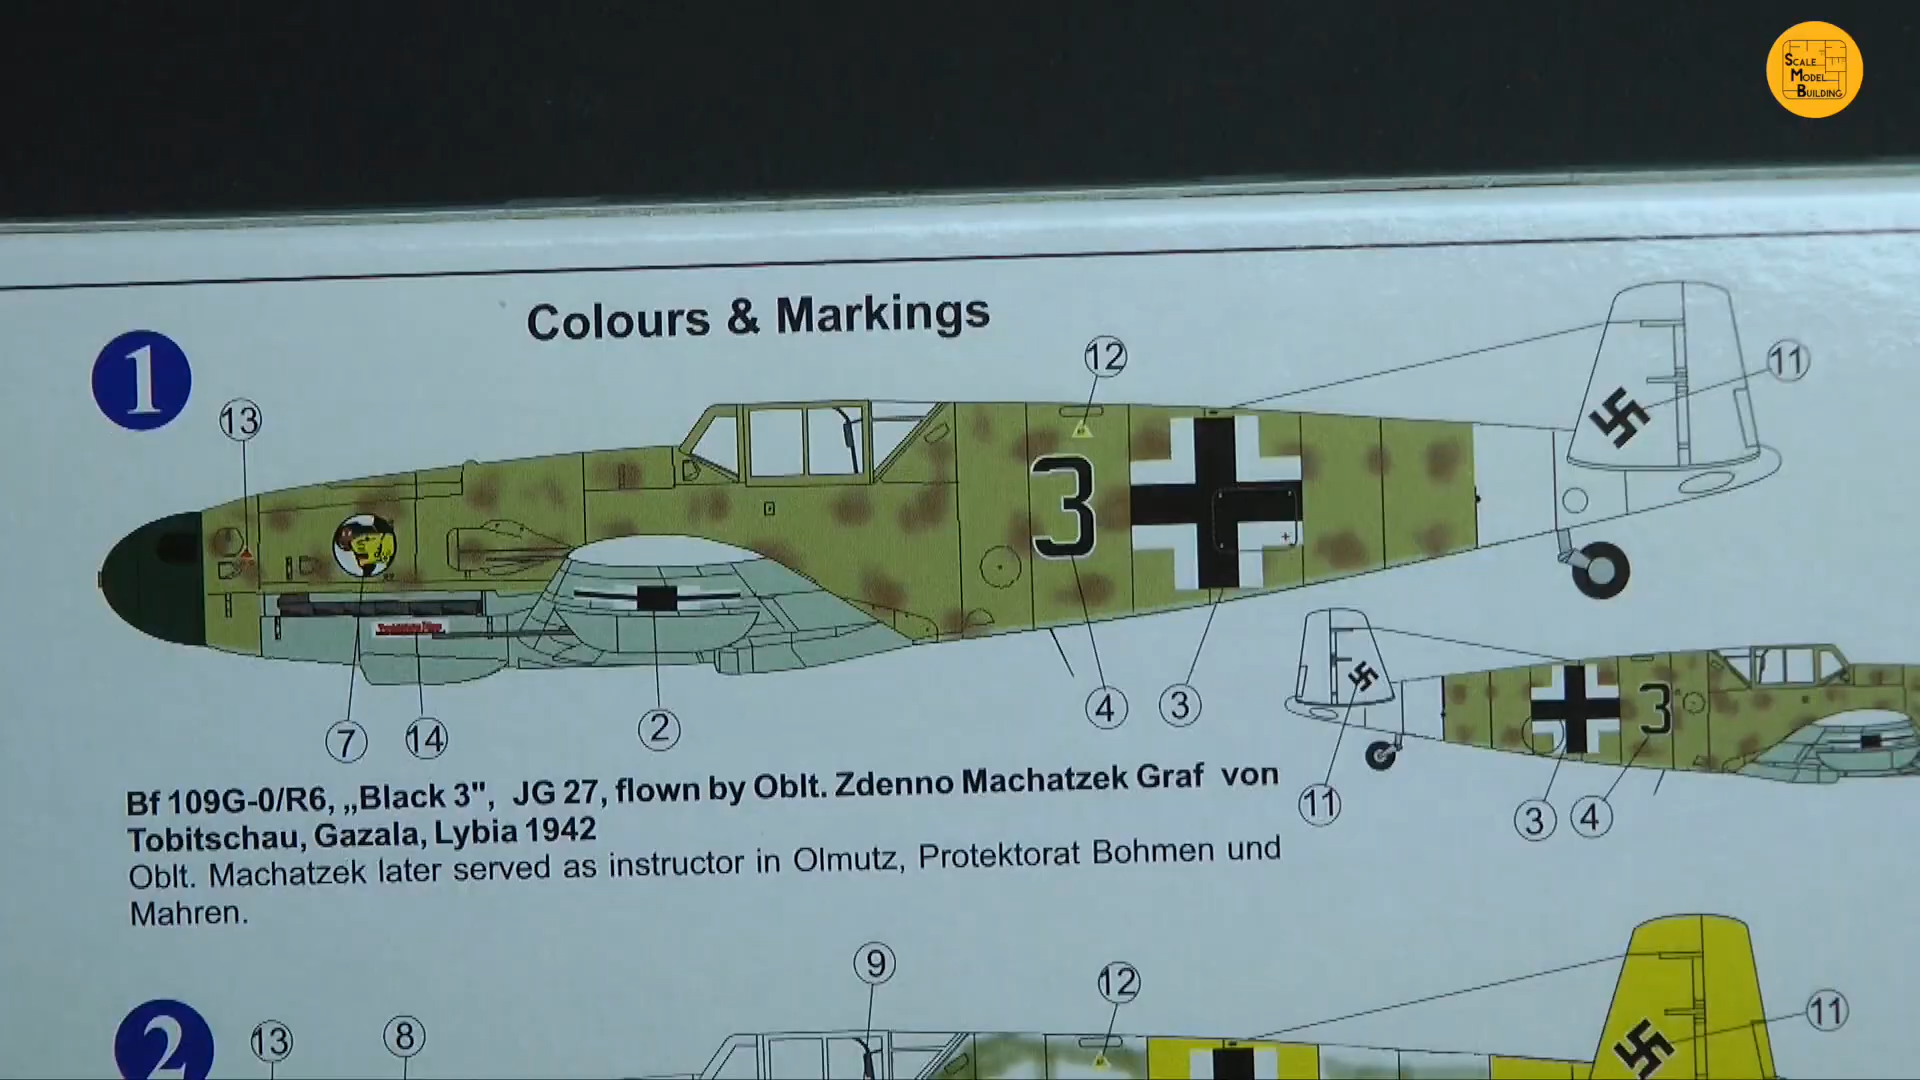 SCALE
MODEL
BUILDING
Colours & Markings
1
12
11
13
3
7
14
2
4
3
3
11
3
4
Bf 109G-0/R6, „Black 3", JG 27, flown by Oblt. Zdenno Machatzek Graf von
Tobitschau, Gazala, Lybia 1942
Oblt. Machatzek later served as instructor in Olmutz, Protektorat Bohmen und
Mahren.
9
12
2
13
8
11